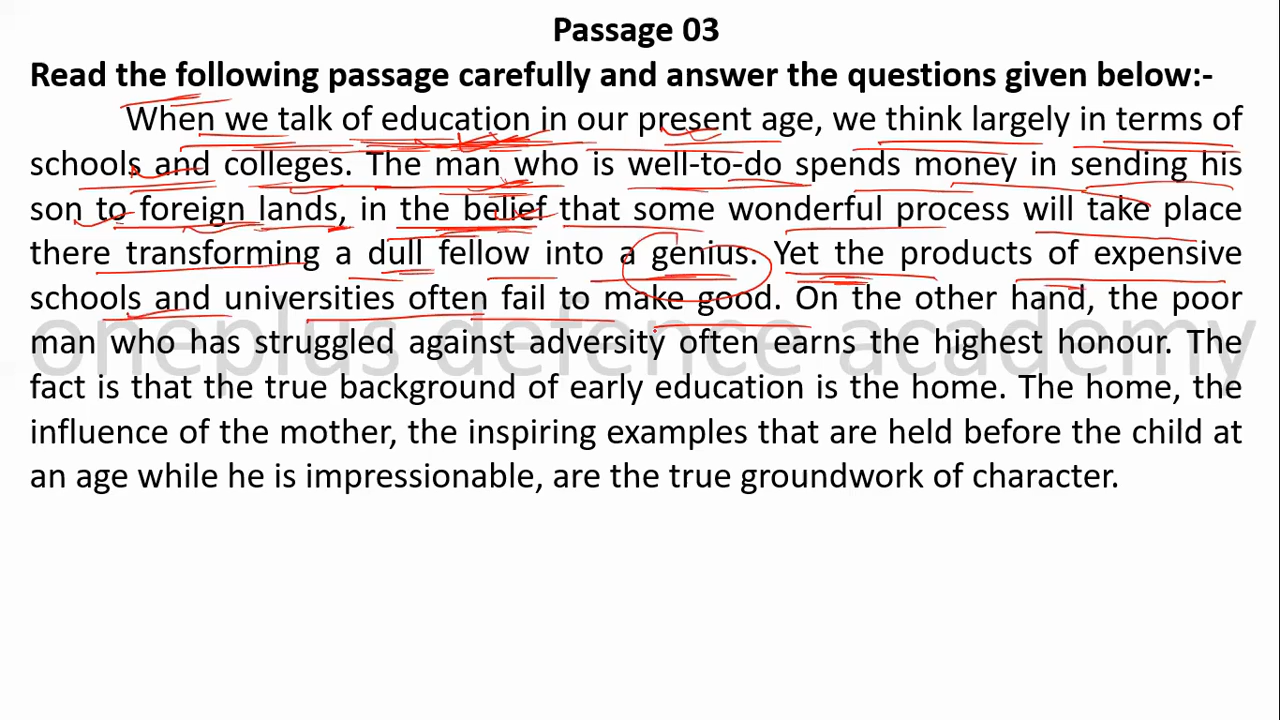 Passage 03
Read the following passage carefully and answer the questions given below:-
When we talk of education in our present age, we think largely in terms of
schools and colleges. The man who is well-to-do spends money in sending his
son to foreign lands, in the belief that some wonderful process will take place
there transforming a dull fellow into a genius. Yet the products of expensive
schools and universities often fail to make good. On the other hand, the poor
oneplus defence academy
man who has struggled against adversity often earns the highest honour. The
fact is that the true background of early education is the home. The home, the
influence of the mother, the inspiring examples that are held before the child at
an age while he is impressionable, are the true groundwork of character.